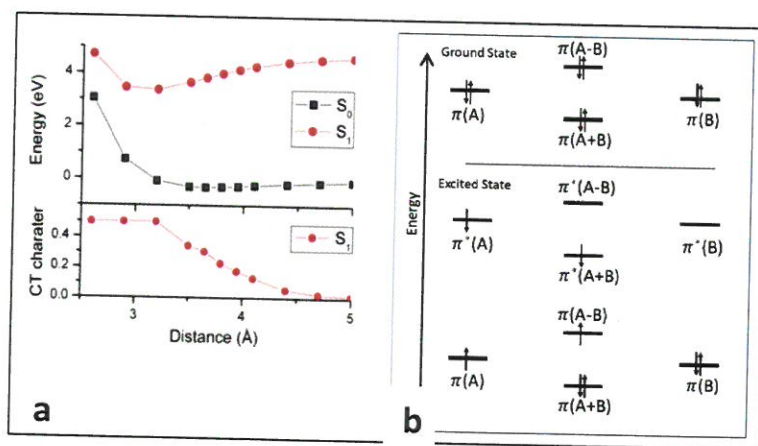 Energy (eV)
4
2
0
S0
S1
CT charater
0.4
0.2
0.0
S1
3
4
5
Distance (Å)
a
Energy
Ground State
π(A-B)
π(A)
π(B)
π(A+B)
Excited State
π*(A-B)
π*(A)
π*(B)
π*(A+B)
π(A-B)
π(A)
π(B)
π(A+B)
b